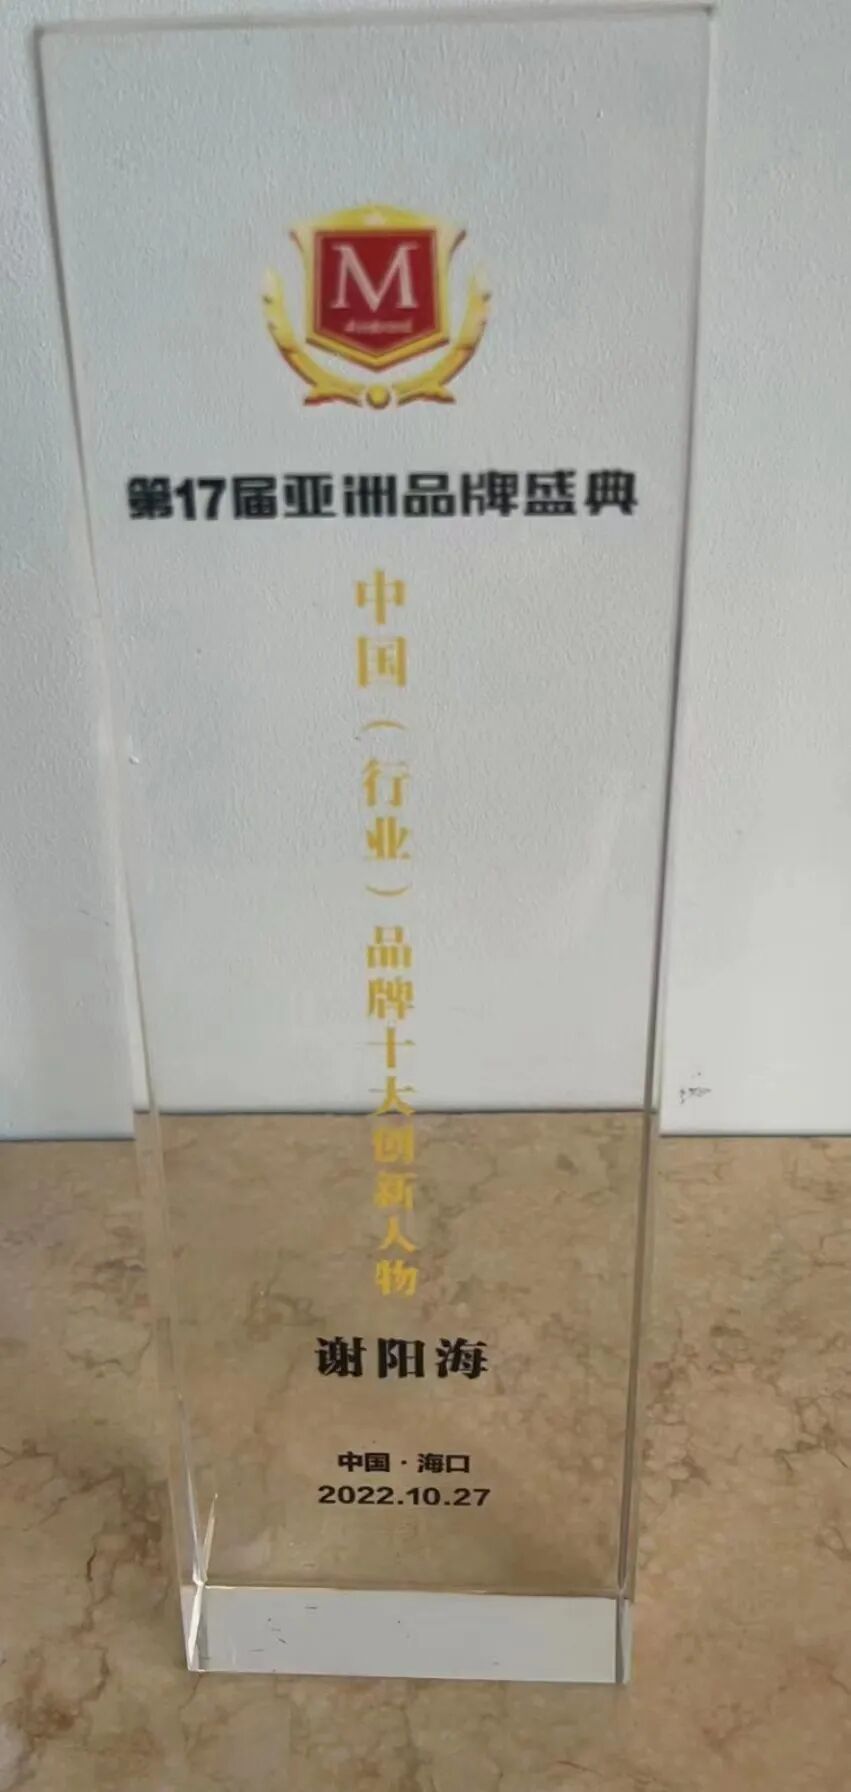 M
第17届亚洲品牌盛典
中国（行业）品牌十大创新人物
谢阳海
中国·海口
2022.10.27